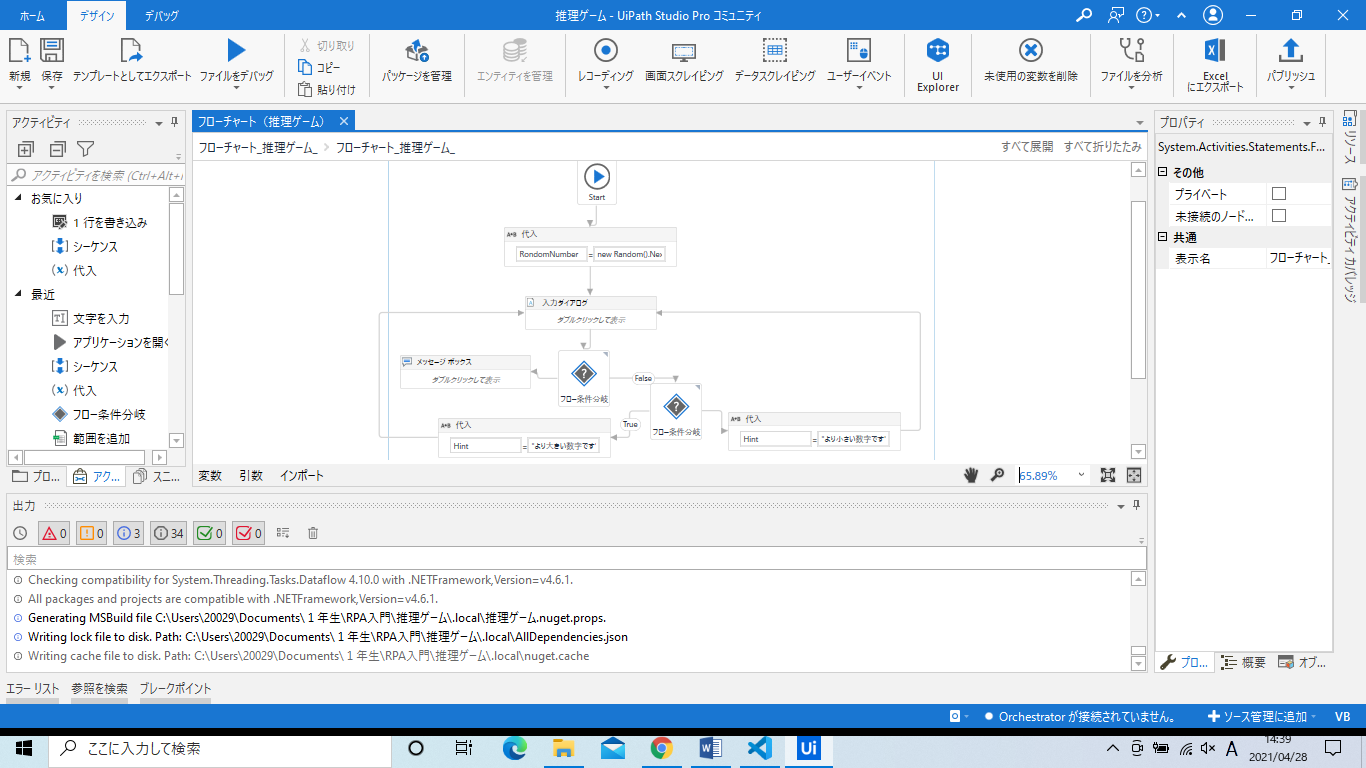 ホーム デザイン デバッグ 推理ゲーム - UiPath Studio Pro コミュニティ
新規 保存 テンプレートとしてエクスポート ファイルをデバッグ
切り取り
コピー
貼り付け
パッケージを管理 エンティティを管理 レコーディング 画面スクレイピング データスクレイピング ユーザーイベント
UI
Explorer
未使用の変数を削除 ファイルを分析
Excel
にエクスポート
パブリッシュ
アクティビティ
アクティビティを検索 (Ctrl+Alt+
お気に入り
1 行を書き込み
シーケンス
代入
最近
文字を入力
アプリケーションを開く
シーケンス
代入
フロー条件分岐
範囲を追加
プロ... アク... スニ...
フローチャート（推理ゲーム）
フローチャート_推理ゲーム_ フローチャート_推理ゲーム_ すべて展開 すべて折りたたみ
Start
A*B 代入
RondomNumber = new Random().Nex
入力ダイアログ
ダブルクリックして表示
メッセージ ボックス
ダブルクリックして表示
フロー条件分岐
False
フロー条件分岐
True
A*B 代入
Hint = "より大きい数字です"
A*B 代入
Hint = "より小さい数字です"
変数 引数 インポート 65.89%
プロパティ
System.Activities.Statements.F...
その他
プライベート
未接続のノード...
共通
表示名 フローチャート_
プロ... 概要 オブ...
リソース
アクティビティ カバレッジ
出力
0 0 3 34 0 0
検索
Checking compatibility for System.Threading.Tasks.Dataflow 4.10.0 with .NETFramework,Version=v4.6.1.
All packages and projects are compatible with .NETFramework,Version=v4.6.1.
Generating MSBuild file C:\Users\20029\Documents\１年生\RPA入門\推理ゲーム\.local\推理ゲーム.nuget.props.
Writing lock file to disk. Path: C:\Users\20029\Documents\１年生\RPA入門\推理ゲーム\.local\AllDependencies.json
Writing cache file to disk. Path: C:\Users\20029\Documents\１年生\RPA入門\推理ゲーム\.local\nuget.cache
エラー リスト 参照を検索 ブレークポイント
Orchestrator が接続されていません。 ソース管理に追加 VB
ここに入力して検索
Ui
A
14:39
2021/04/28